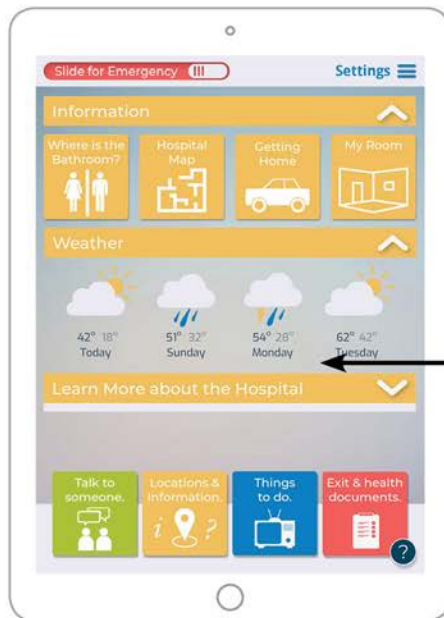 Slide for Emergency
Settings
Information
Where is the
Bathroom?
Hospital
Map
Getting
Home
My Room
Weather
42° 18°
Today
51° 32°
Sunday
54° 28°
Monday
62° 42°
Tuesday
Learn More about the Hospital
Talk to
someone.
Locations &
Information.
i ?
Things
to do.
Exit & health
documents.
?